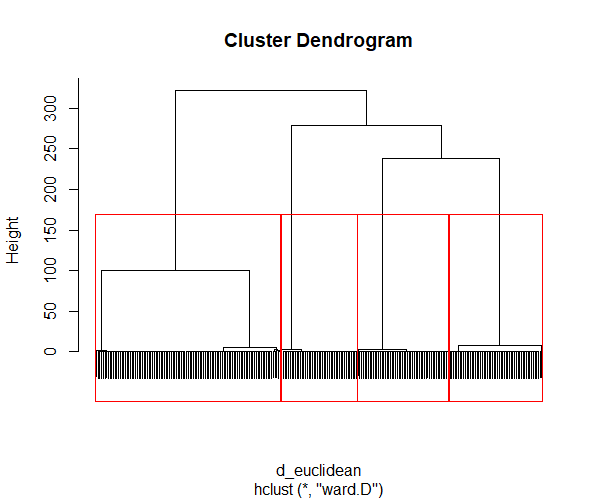 Cluster Dendrogram
Height
300
250
200
150
100
50
0
d_euclidean
hclust (*, "ward.D")